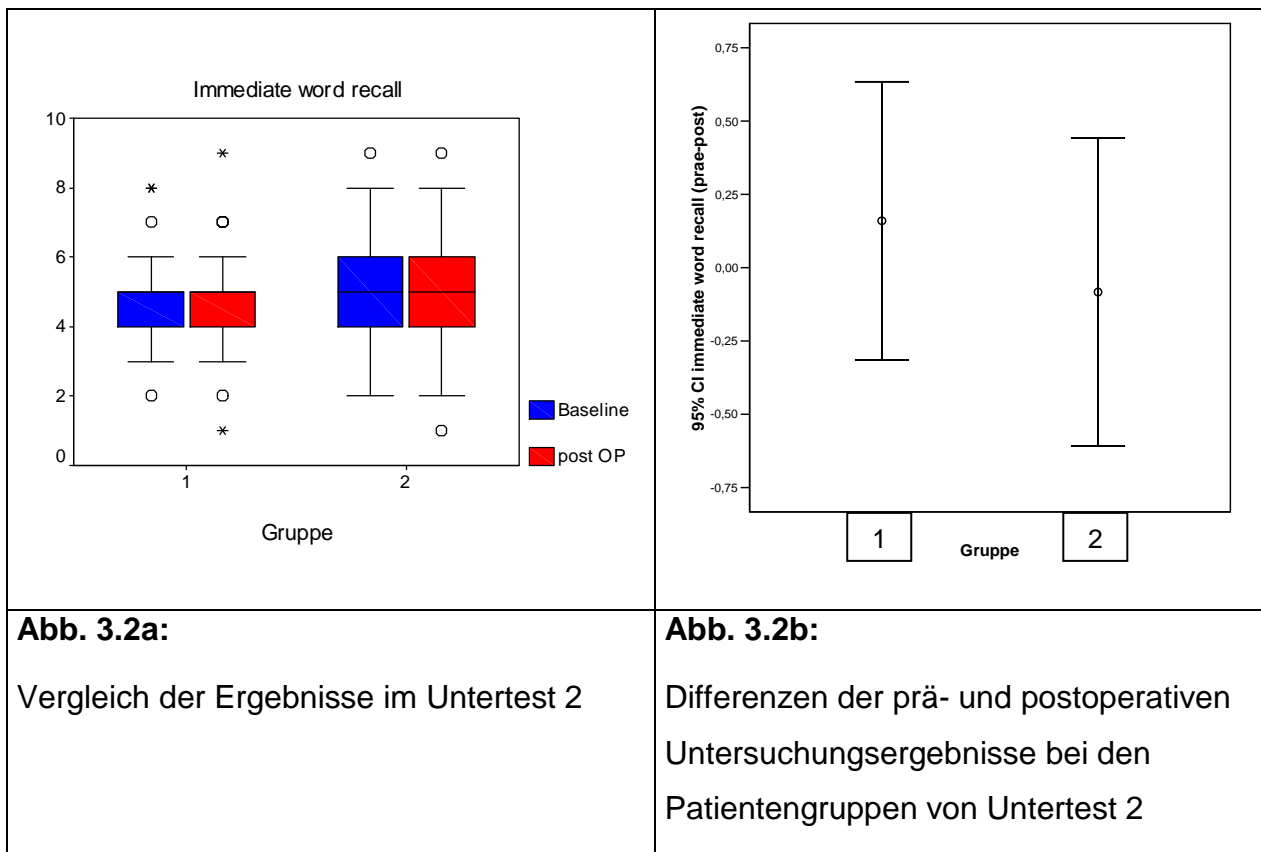 Immediate word recall
10
8
6
4
2
0
1
2
Gruppe
Baseline
post OP
95% CI immediate word recall (prae-post)
0,75
0,50
0,25
0,00
-0,25
-0,50
-0,75
1
Gruppe
2
Abb. 3.2a:
Vergleich der Ergebnisse im Untertest 2
Abb. 3.2b:
Differenzen der prä- und postoperativen
Untersuchungsergebnisse bei den
Patientengruppen von Untertest 2